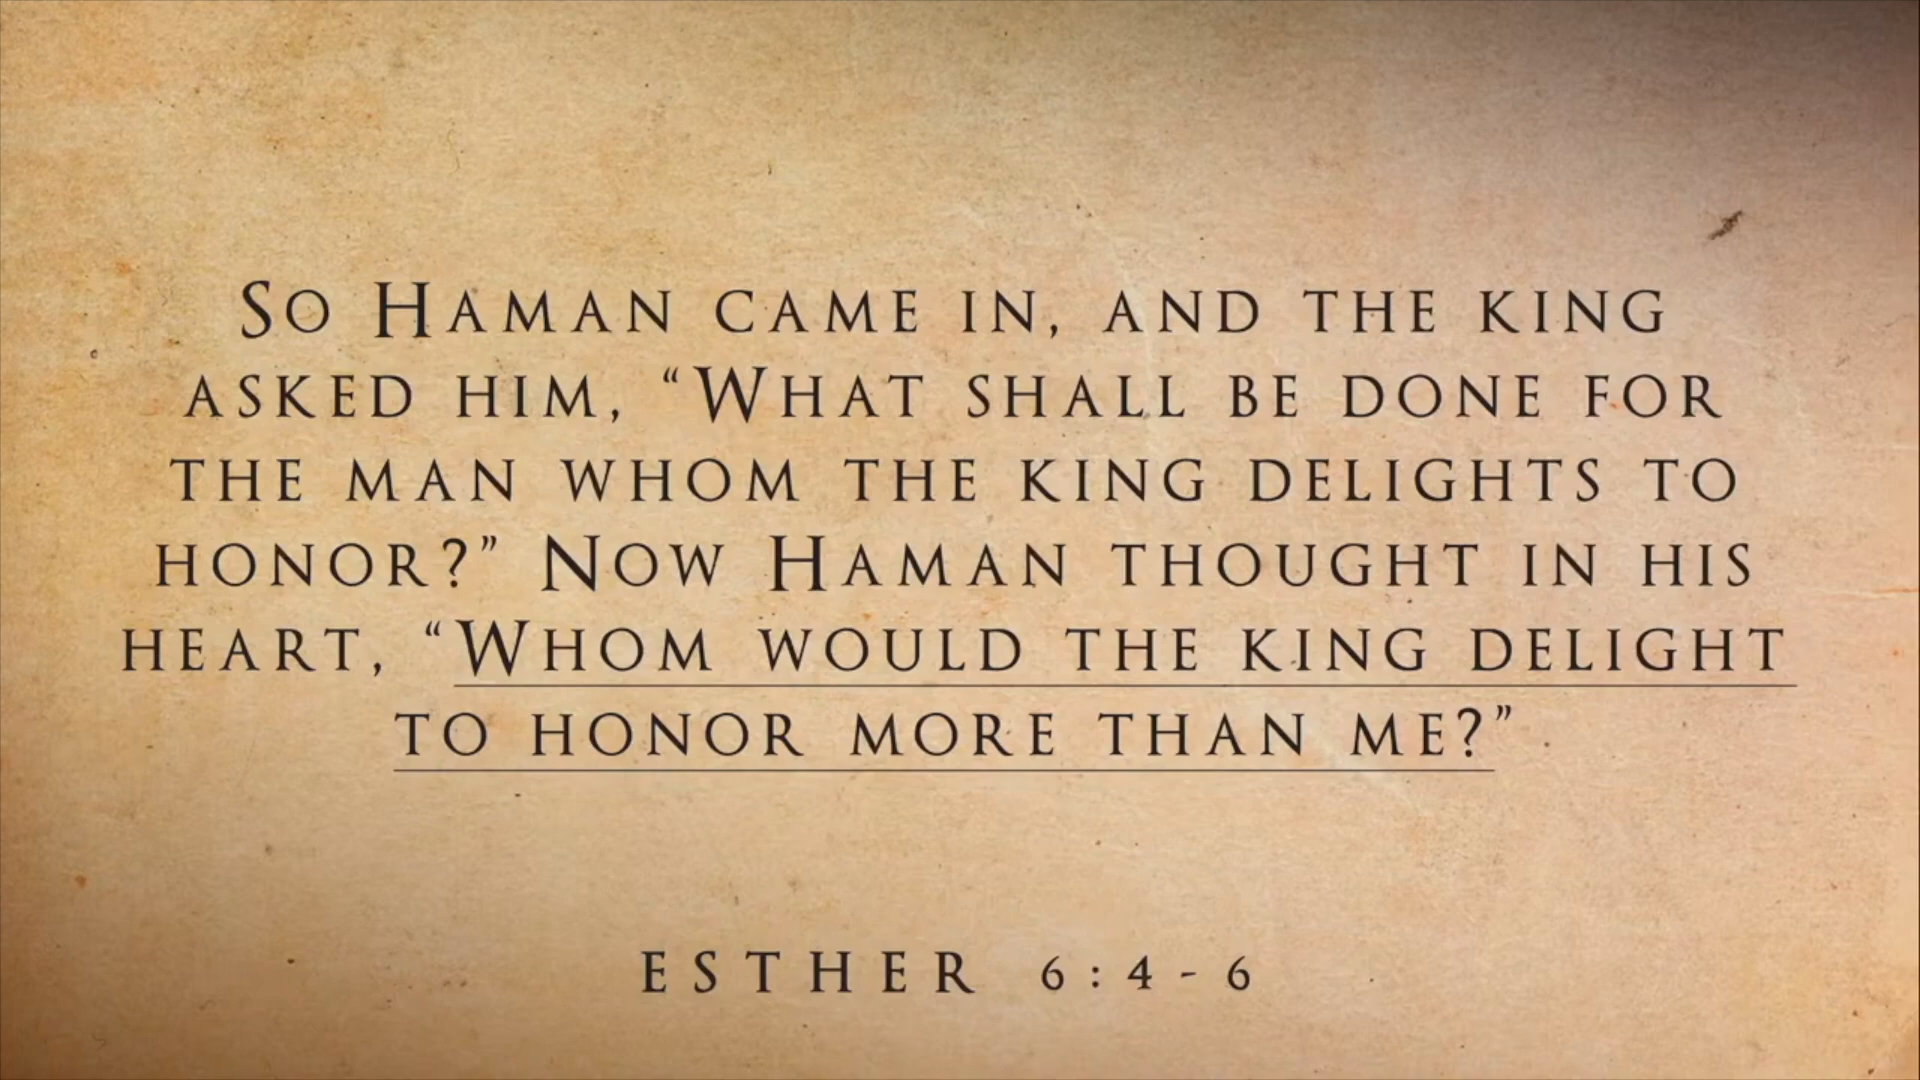 So Haman came in, and the king
asked him, “What shall be done for
the man whom the king delights to
honor?” Now Haman thought in his
heart, “Whom would the king delight
to honor more than me?”
ESTHER 6:4-6